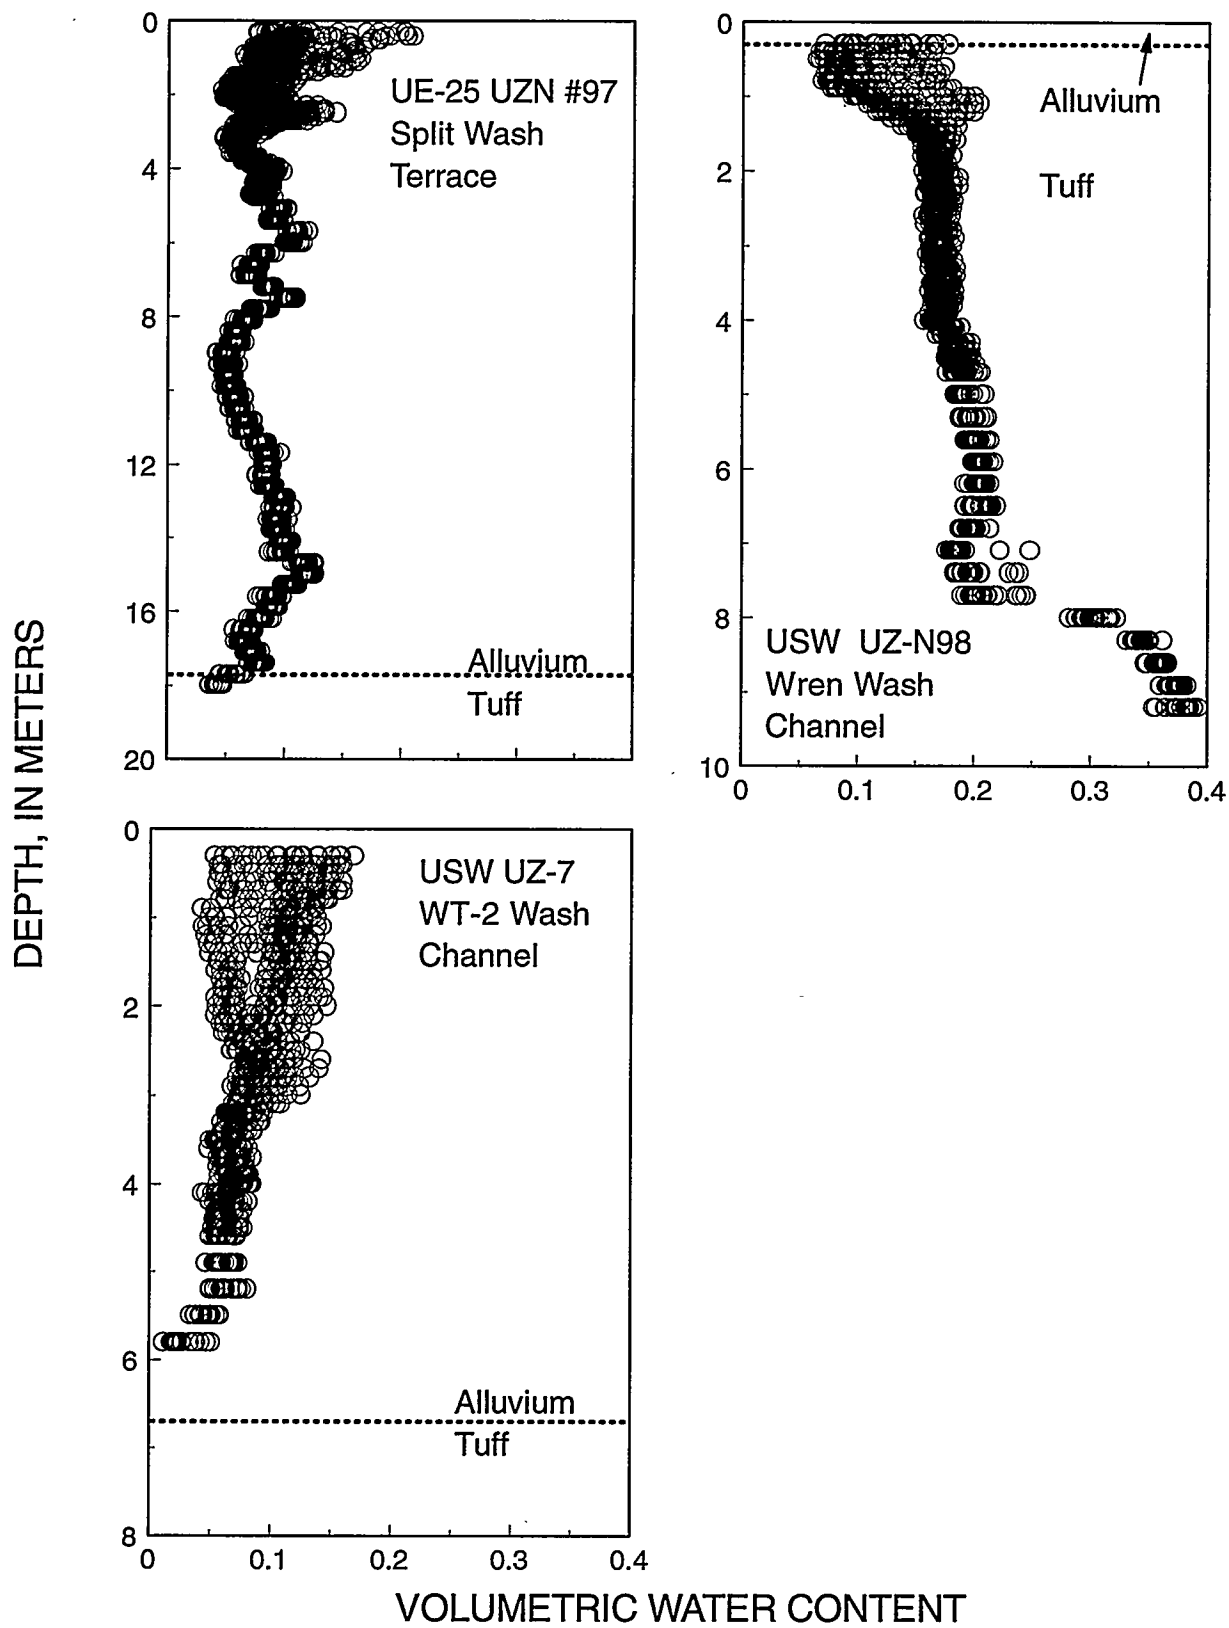 0
4
8
12
16
20
UE-25 UZN #97
Split Wash
Terrace
Alluvium
Tuff
0
2
4
6
8
10
Alluvium
Tuff
USW UZ-N98
Wren Wash
Channel
0
0.1
0.2
0.3
0.4
DEPTH, IN METERS
0
2
4
6
8
USW UZ-7
WT-2 Wash
Channel
Alluvium
Tuff
0
0.1
0.2
0.3
0.4
VOLUMETRIC WATER CONTENT